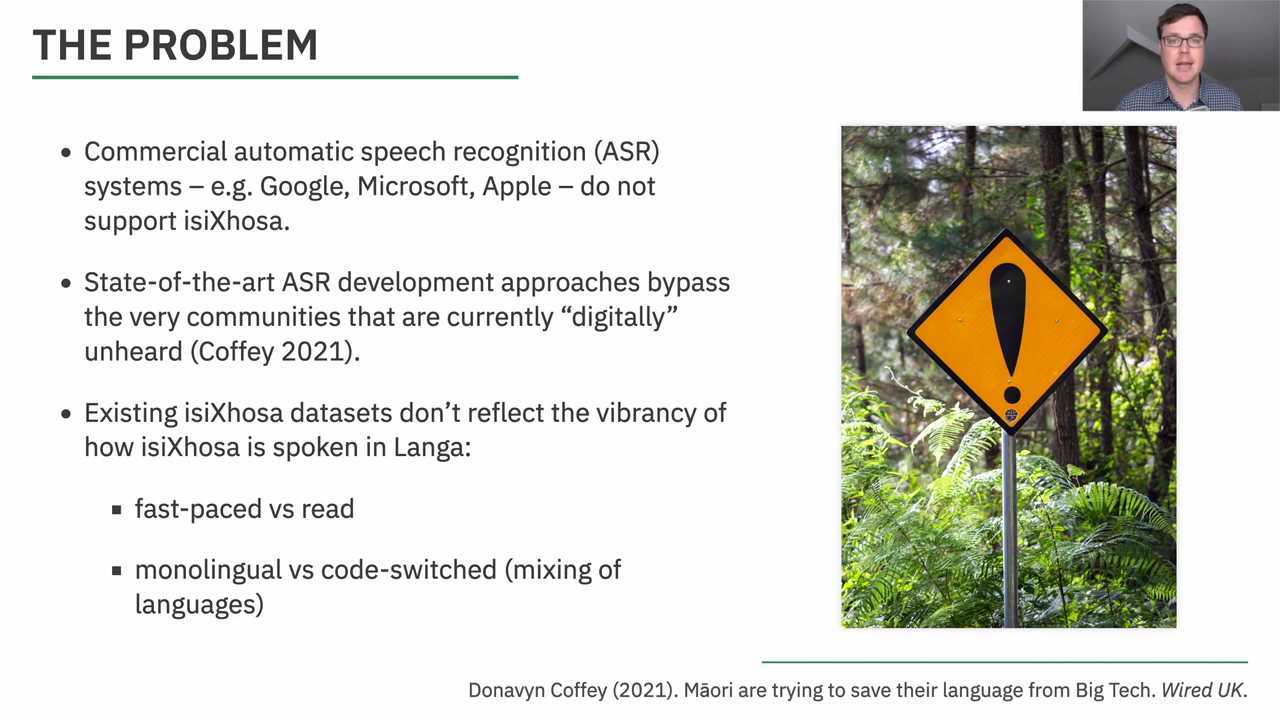 THE PROBLEM
• Commercial automatic speech recognition (ASR)
systems – e.g. Google, Microsoft, Apple – do not
support isiXhosa.
• State-of-the-art ASR development approaches bypass
the very communities that are currently “digitally”
unheard (Coffey 2021).
• Existing isiXhosa datasets don’t reflect the vibrancy of
how isiXhosa is spoken in Langa:
▪ fast-paced vs read
▪ monolingual vs code-switched (mixing of
languages)
Donavyn Coffey (2021). Māori are trying to save their language from Big Tech. Wired UK.